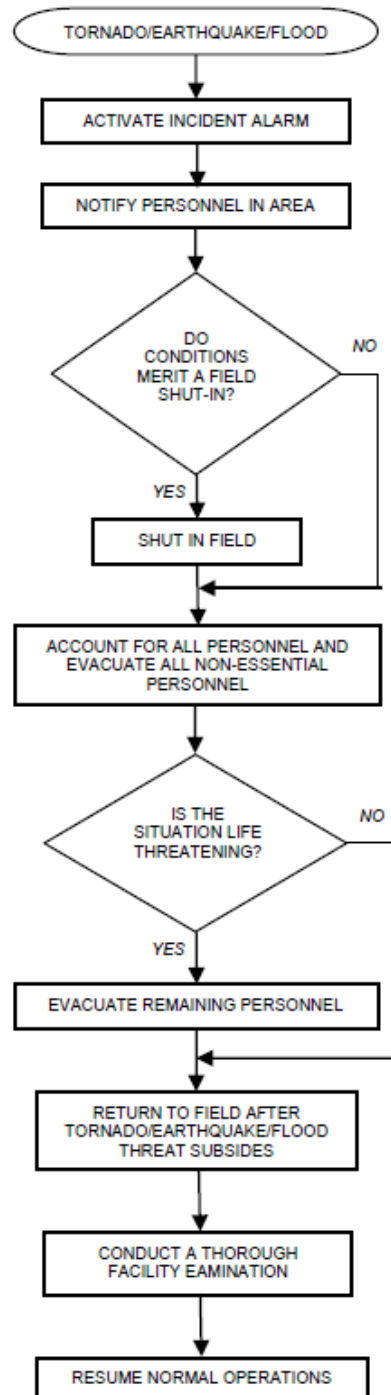 TORNADO/EARTHQUAKE/FLOOD
ACTIVATE INCIDENT ALARM
NOTIFY PERSONNEL IN AREA
DO
CONDITIONS
MERIT A FIELD
SHUT-IN?
NO
YES
SHUT IN FIELD
ACCOUNT FOR ALL PERSONNEL AND
EVACUATE ALL NON-ESSENTIAL
PERSONNEL
IS THE
SITUATION LIFE
THREATENING?
NO
YES
EVACUATE REMAINING PERSONNEL
RETURN TO FIELD AFTER
TORNADO/EARTHQUAKE/FLOOD
THREAT SUBSIDES
CONDUCT A THOROUGH
FACILITY EAMINATION
RESUME NORMAL OPERATIONS